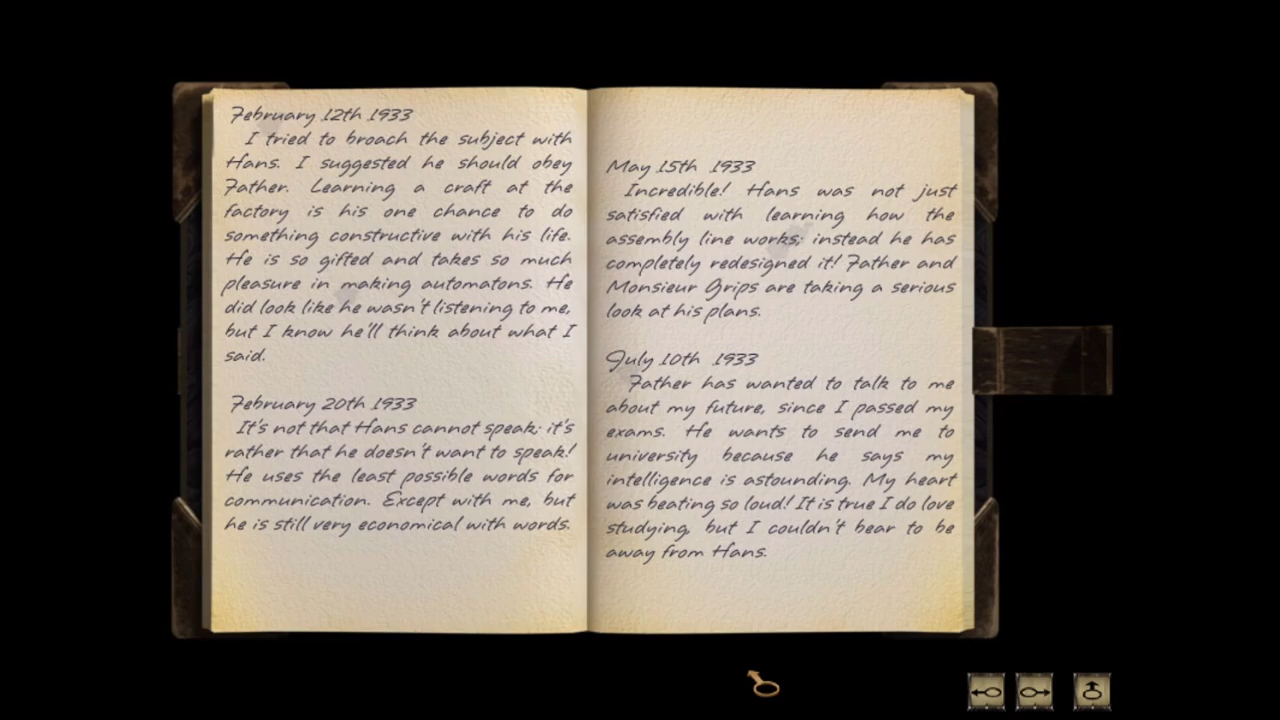 February 12th 1933
I tried to broach the subject with
Hans. I suggested he should obey
Father. Learning a craft at the
factory is his one chance to do
something constructive with his life.
He is so gifted and takes so much
pleasure in making automatons. He
did look like he wasn't listening to me,
but I know he'll think about what I
said.
February 20th 1933
It's not that Hans cannot speak: it's
rather that he doesn't want to speak!
He uses the least possible words for
communication. Except with me, but
he is still very economical with words.
May 15th 1933
Incredible! Hans was not just
satisfied with learning how the
assembly line works; instead he has
completely redesigned it! Father and
Monsieur Grips are taking a serious
look at his plans.
July 10th 1933
Father has wanted to talk to me
about my future, since I passed my
exams. He wants to send me to
university because he says my
intelligence is astounding. My heart
was beating so loud! It is true I do love
studying, but I couldn't bear to be
away from Hans.